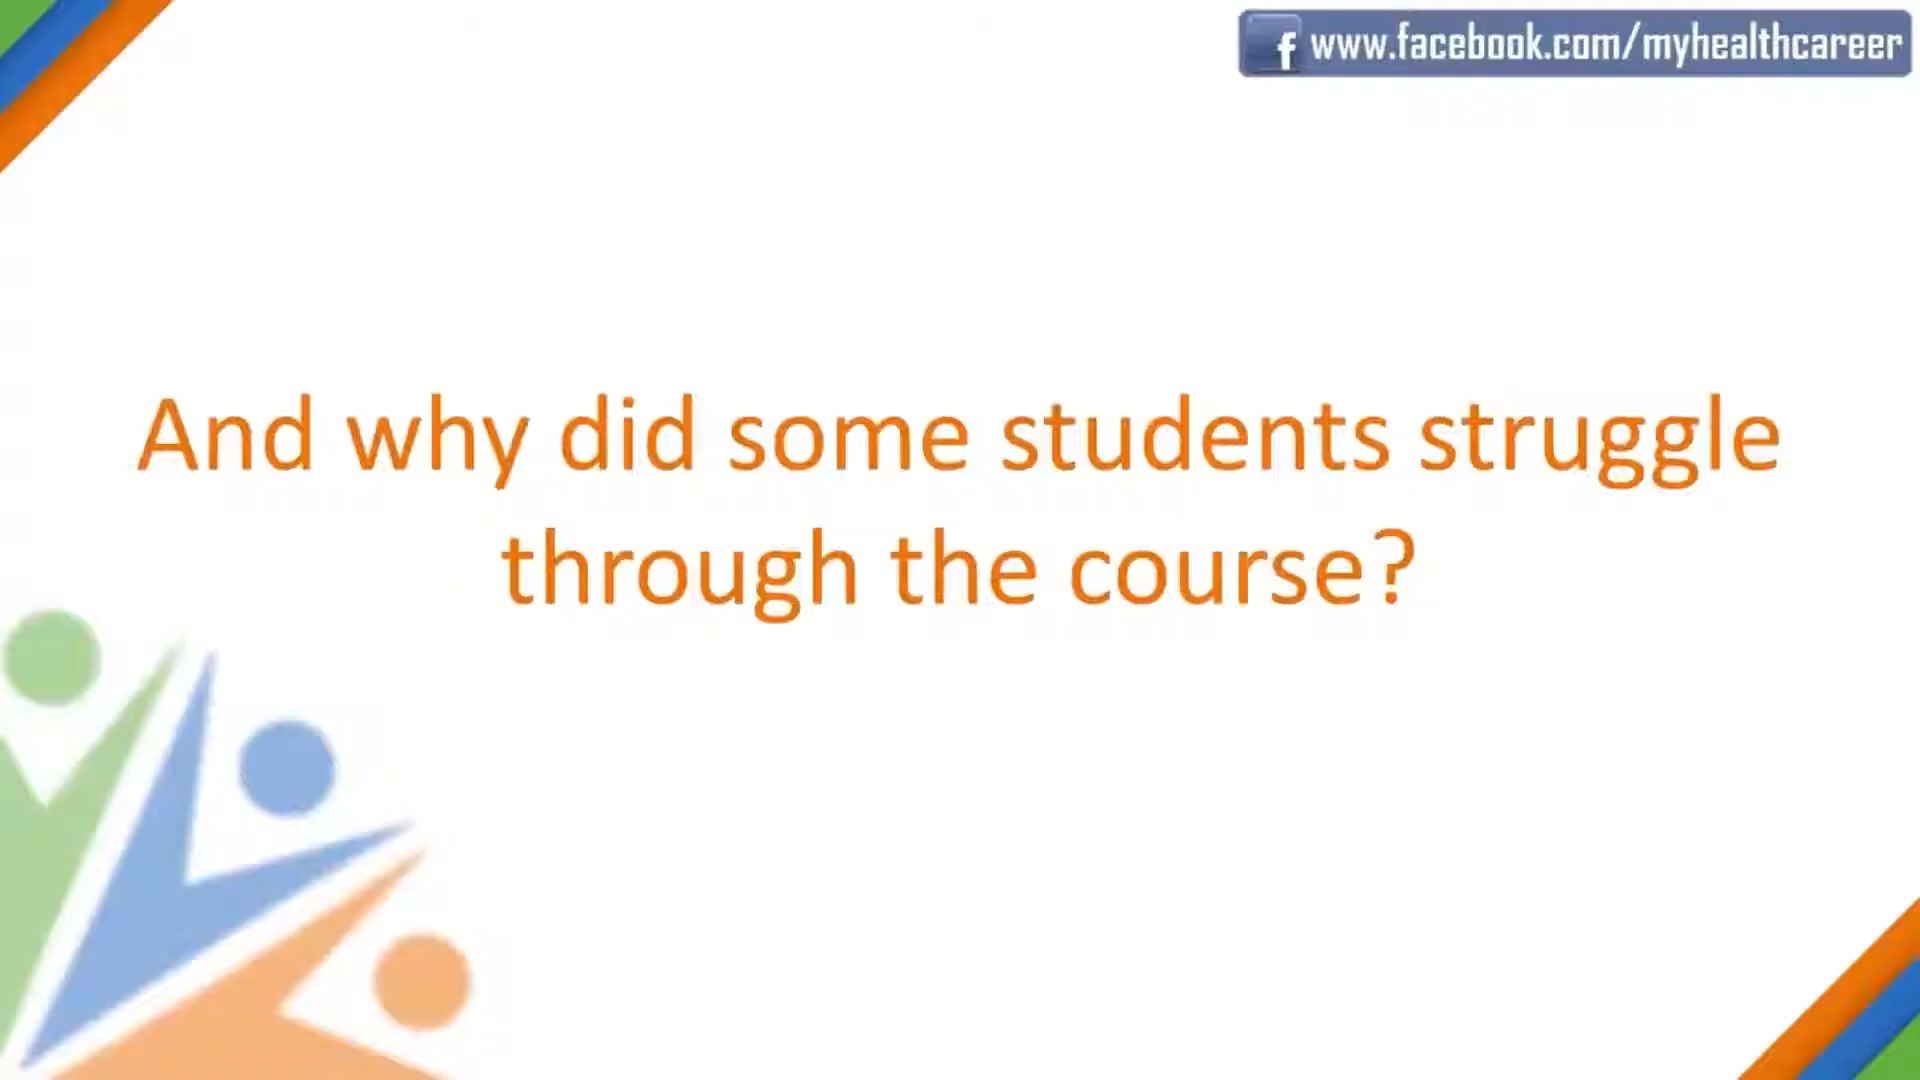 f www.facebook.com/myhealthcareer
And why did some students struggle
through the course?